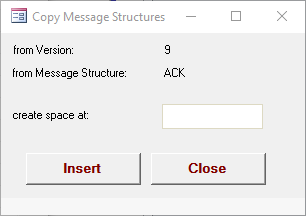 Copy Message Structures
from Version: 9
from Message Structure: ACK
create space at:
Insert Close